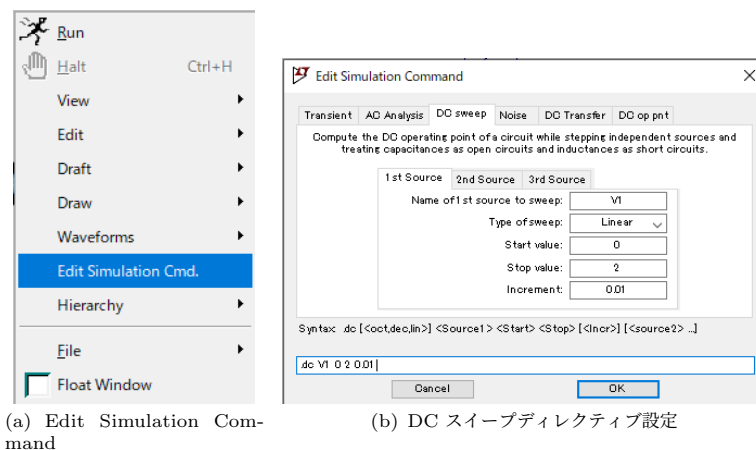 Run
Halt Ctrl+H
View
Edit
Draft
Draw
Waveforms
Edit Simulation Cmd.
Hierarchy
File
Float Window
(a) Edit Simulation Com-
mand
Edit Simulation Command
Transient AC Analysis DC sweep Noise DC Transfer DC op pnt
Compute the DC operating point of a circuit while stepping independent sources and
treating capacitances as open circuits and inductances as short circuits.
1st Source 2nd Source 3rd Source
Name of 1st source to sweep: V1
Type of sweep: Linear
Start value: 0
Stop value: 2
Increment: 0.01
Syntax: .dc [<oct,dec,lin>] <Source1> <Start> <Stop> [<Incr>] [<source2> ...]
.dc V1 0 2 0.01
Cancel OK
(b) DC スイープディレクティブ設定